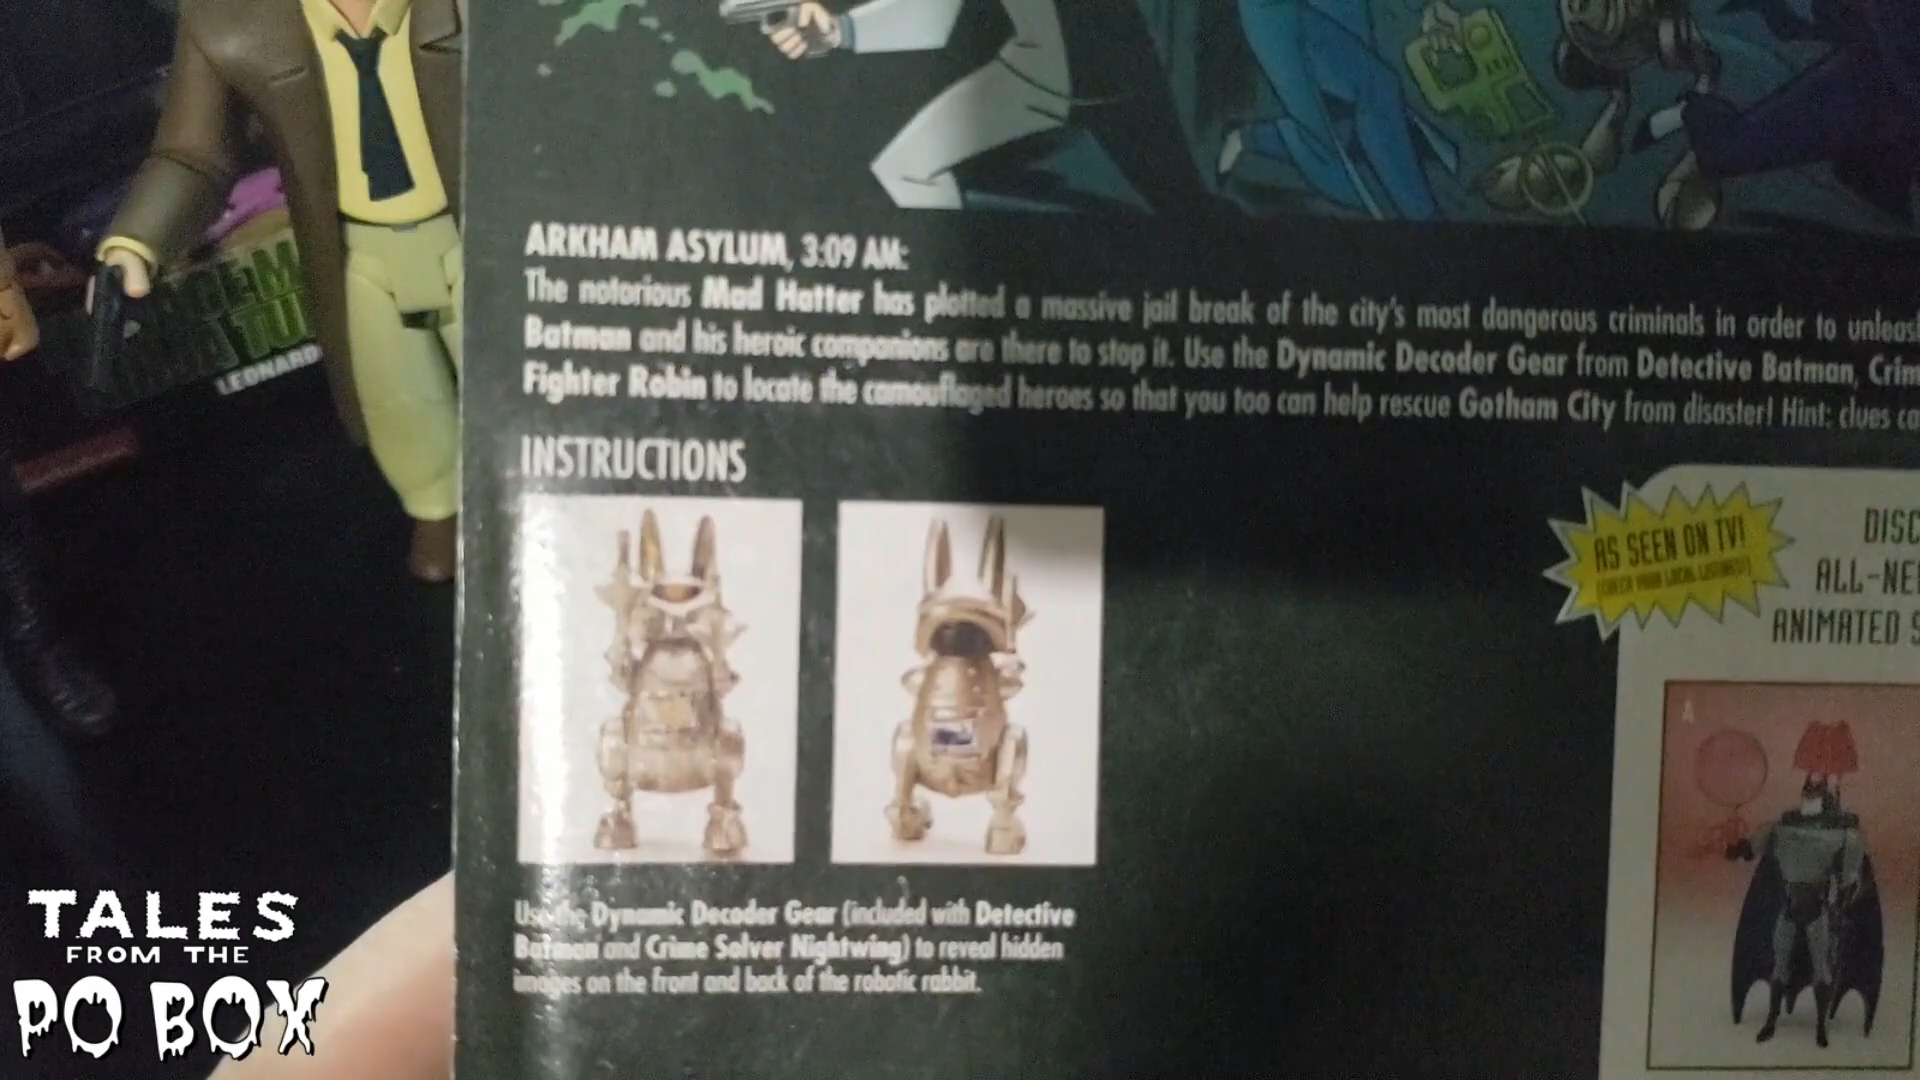 ARKHAM ASYLUM, 3:09 AM:
The notorious Mad Hatter has plotted a massive jail break of the city's most dangerous criminals in order to unleash
Batman and his heroic companions are there to stop it. Use the Dynamic Decoder Gear from Detective Batman, Crim
Fighter Robin to locate the camouflaged heroes so that you too can help rescue Gotham City from disaster! Hint: clues ca
INSTRUCTIONS
Use the Dynamic Decoder Gear (included with Detective
Batman and Crime Solver Nightwing) to reveal hidden
images on the front and back of the robotic rabbit.
AS SEEN ON TV!
(CHECK YOUR LOCAL LISTINGS!)
DISC
ALL-NE
ANIMATED S
A
LEONARD
TALES
FROM THE
PO BOX